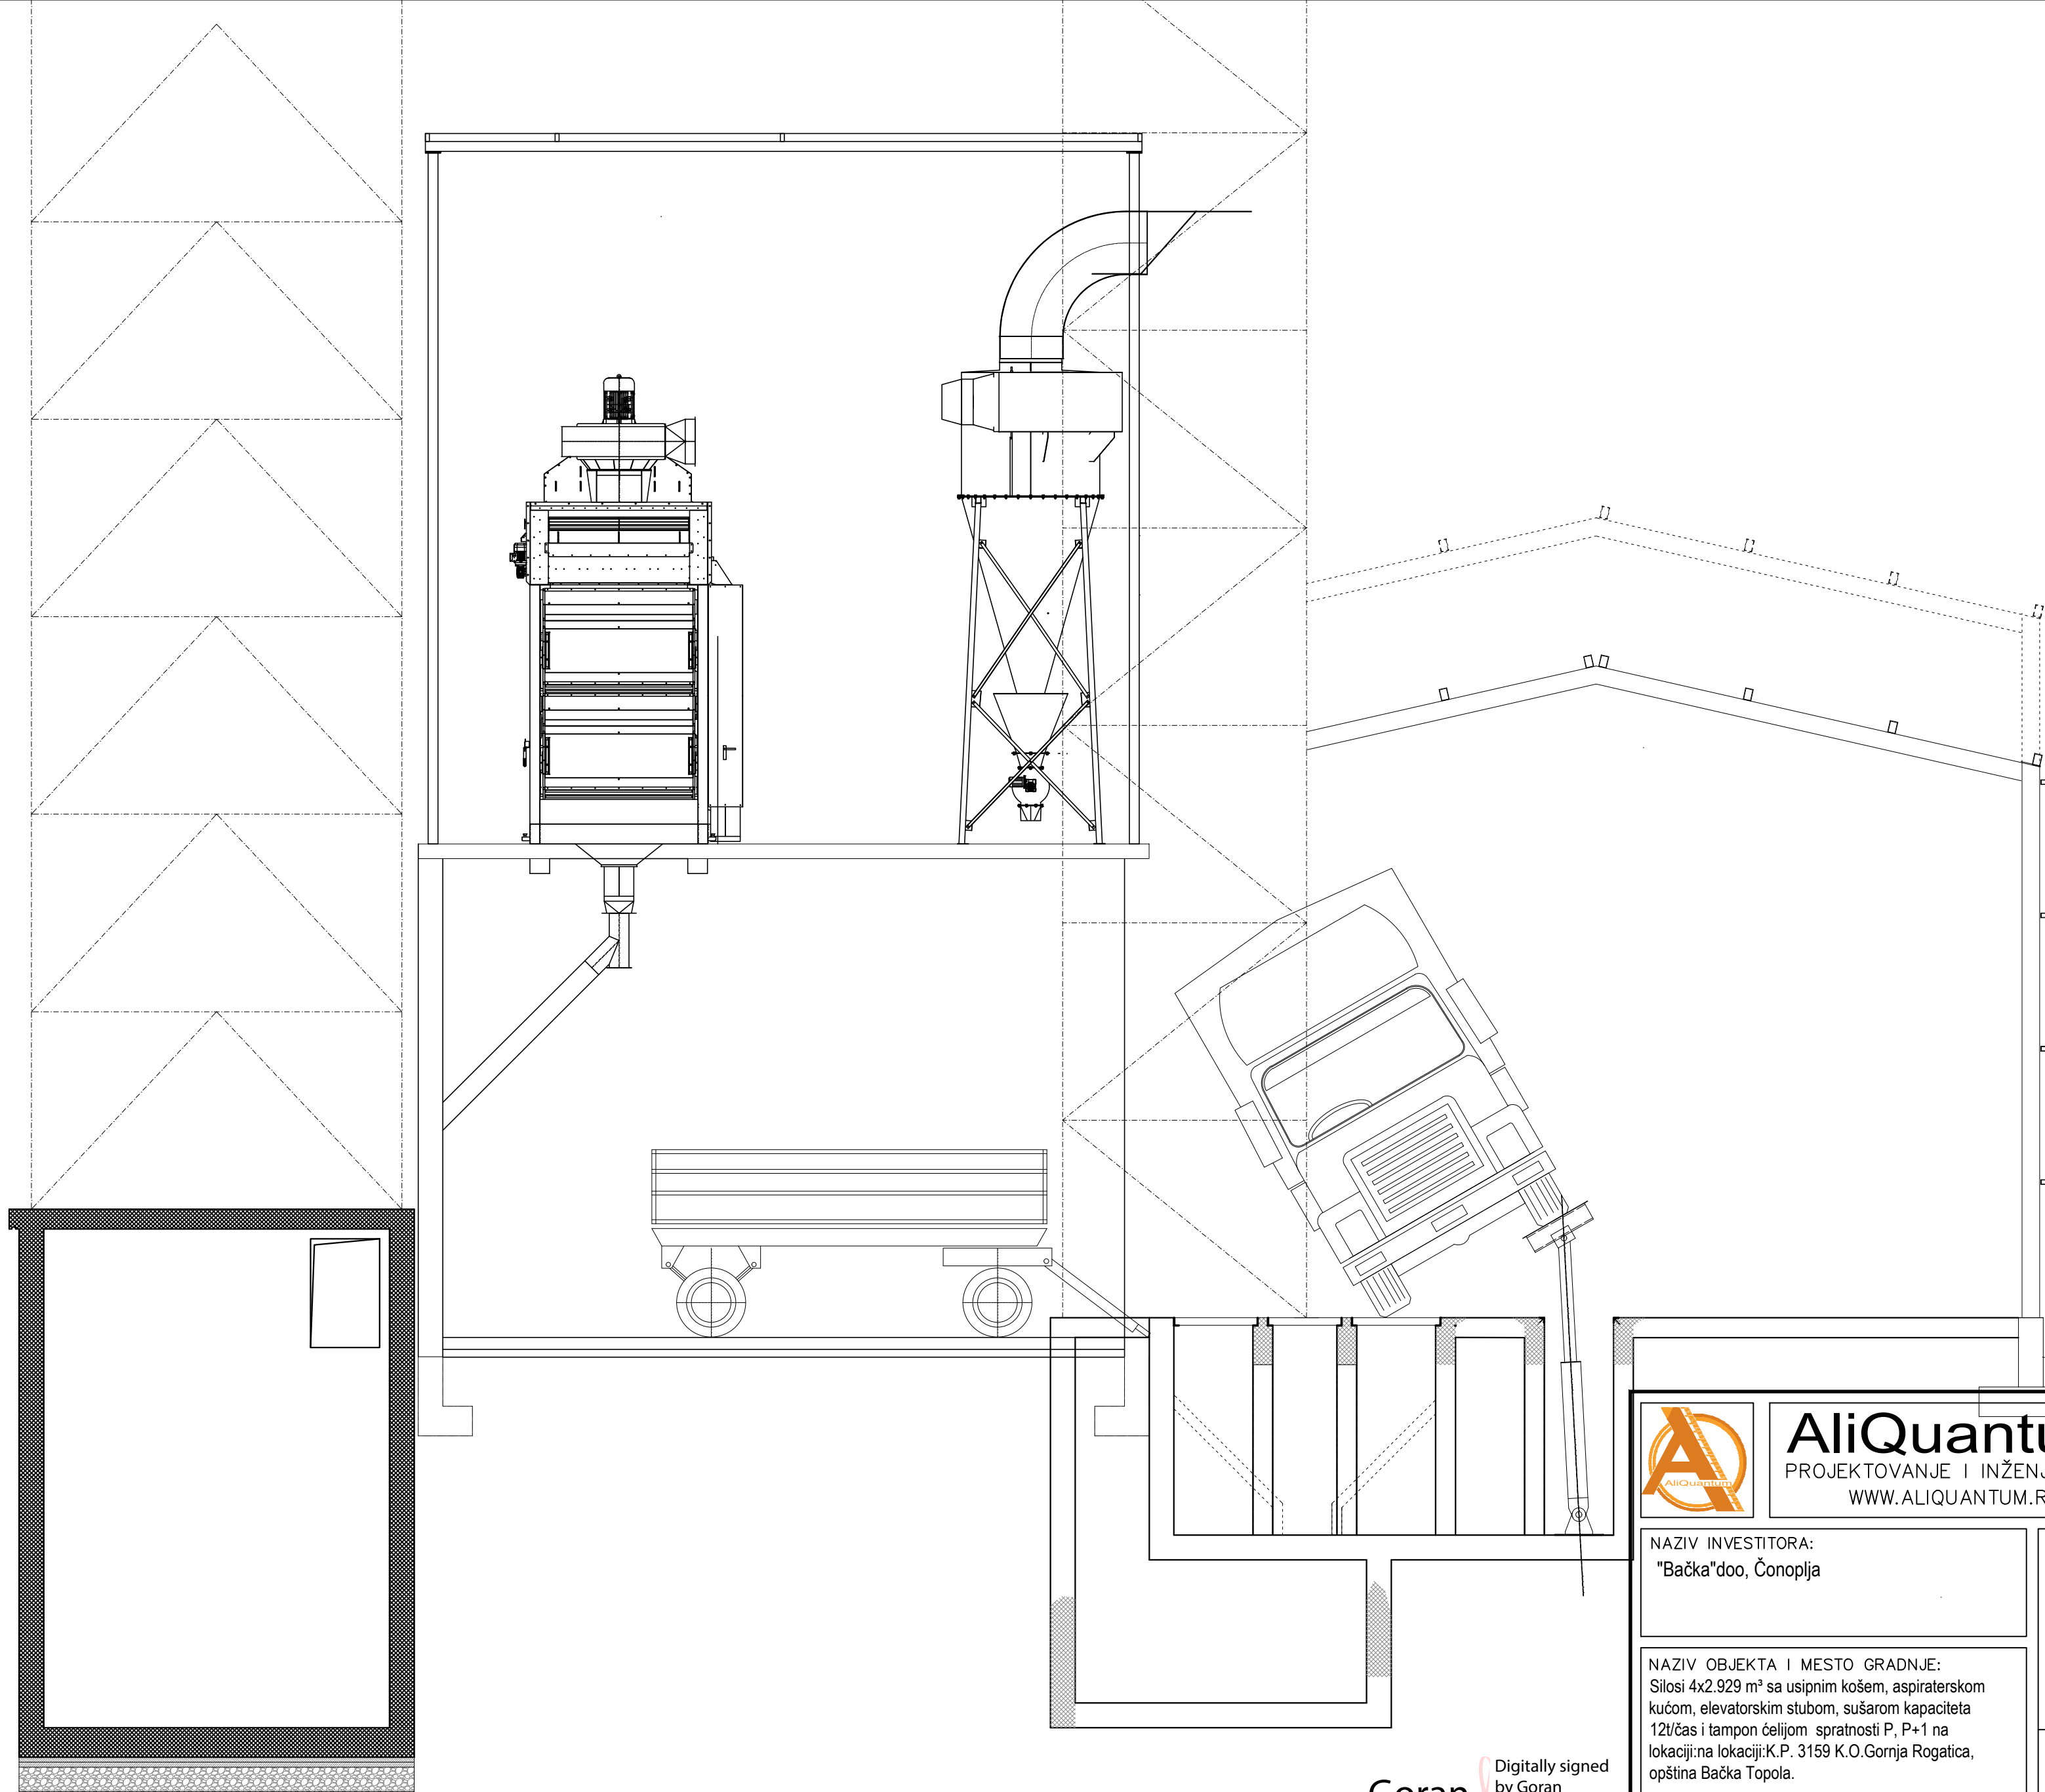 AliQuantum
AliQuant
PROJEKTOVANJE I INŽENJ
WWW.ALIQUANTUM.R
NAZIV INVESTITORA:
"Bačka"doo, Čonoplja
NAZIV OBJEKTA I MESTO GRADNJE:
Silosi 4x2.929 m³ sa usipnim košem, aspiraterskom
kućom, elevatorskim stubom, sušarom kapaciteta
12t/čas i tampon ćelijom spratnosti P, P+1 na
lokaciji:na lokaciji:K.P. 3159 K.O.Gornja Rogatica,
opština Bačka Topola.
Digitally signed
by Goran
Goran